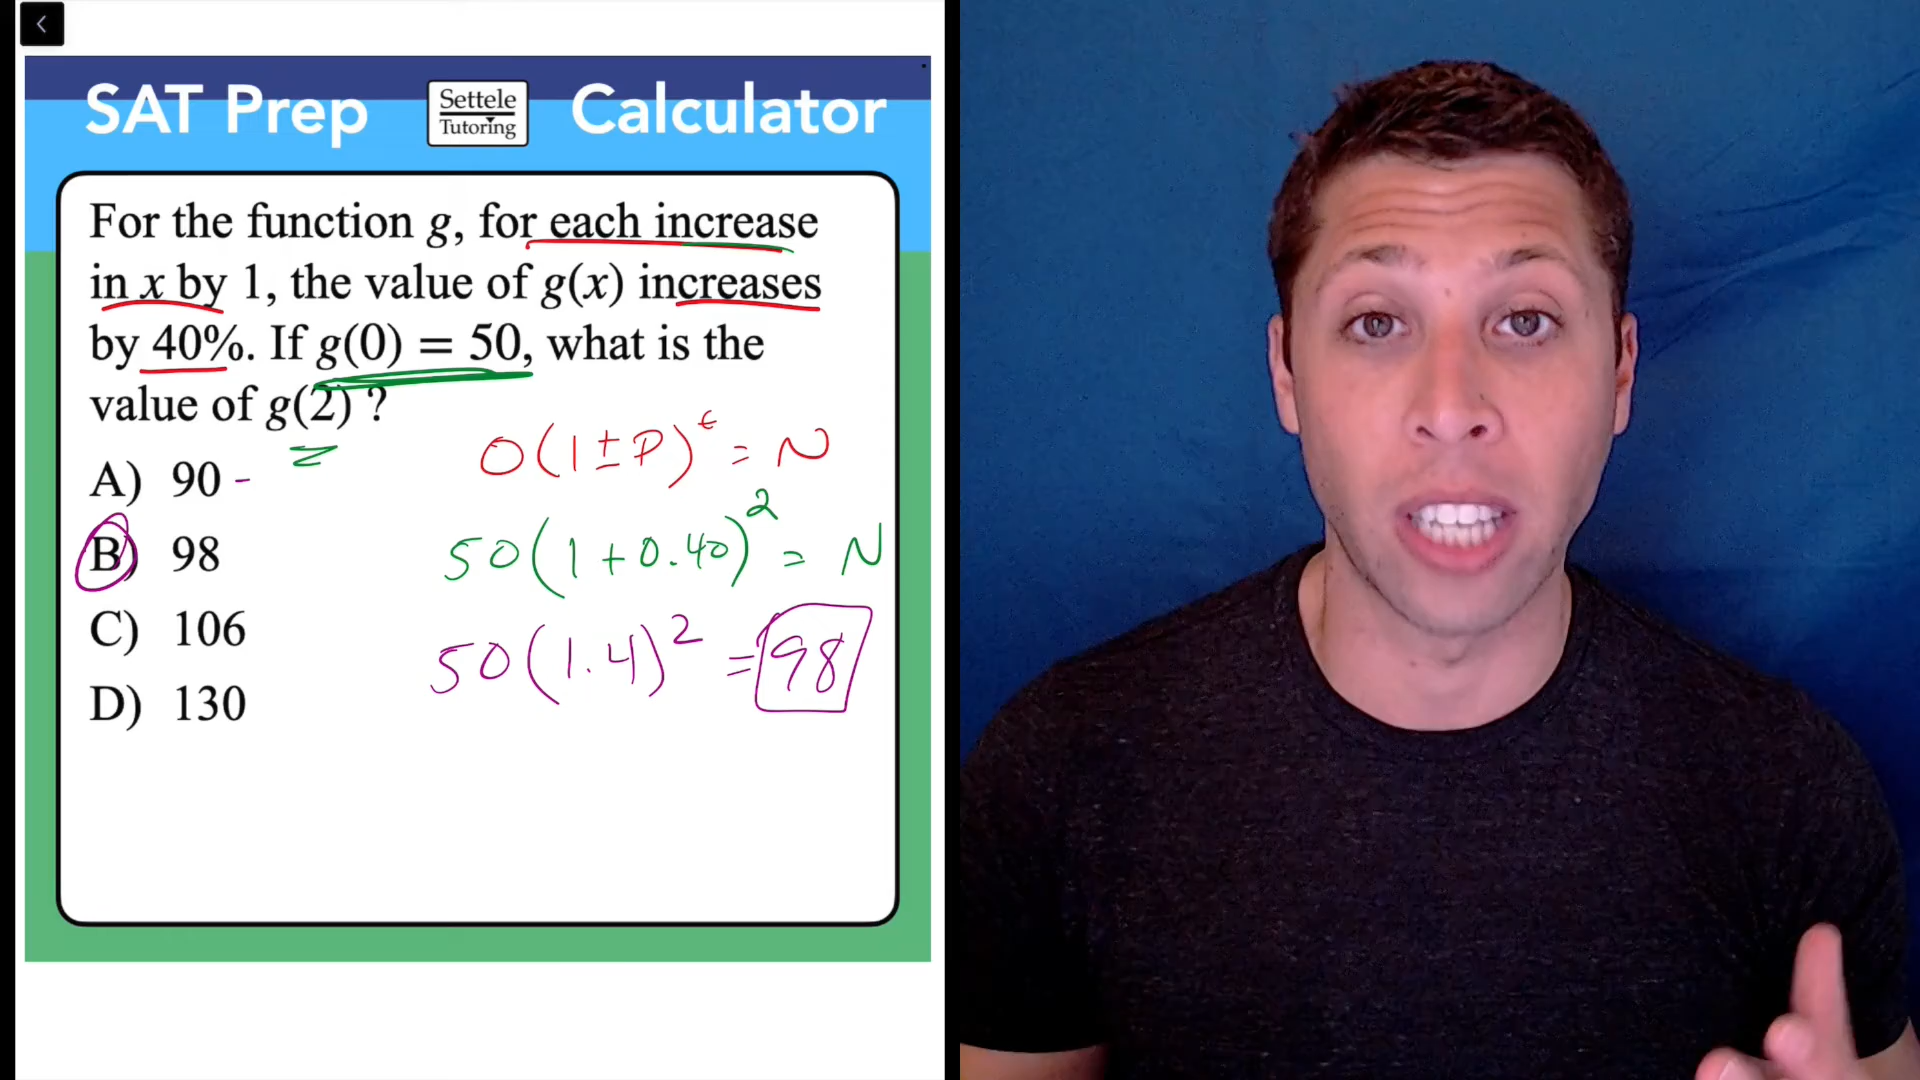 SAT Prep Settele Tutoring Calculator
For the function g, for each increase
in x by 1, the value of g(x) increases
by 40%. If g(0) = 50, what is the
value of g(2) ?
O(1±P)^t = N
A) 90 -
50(1+0.40)^2 = N
B) 98
50(1.4)^2 = 98
C) 106
D) 130